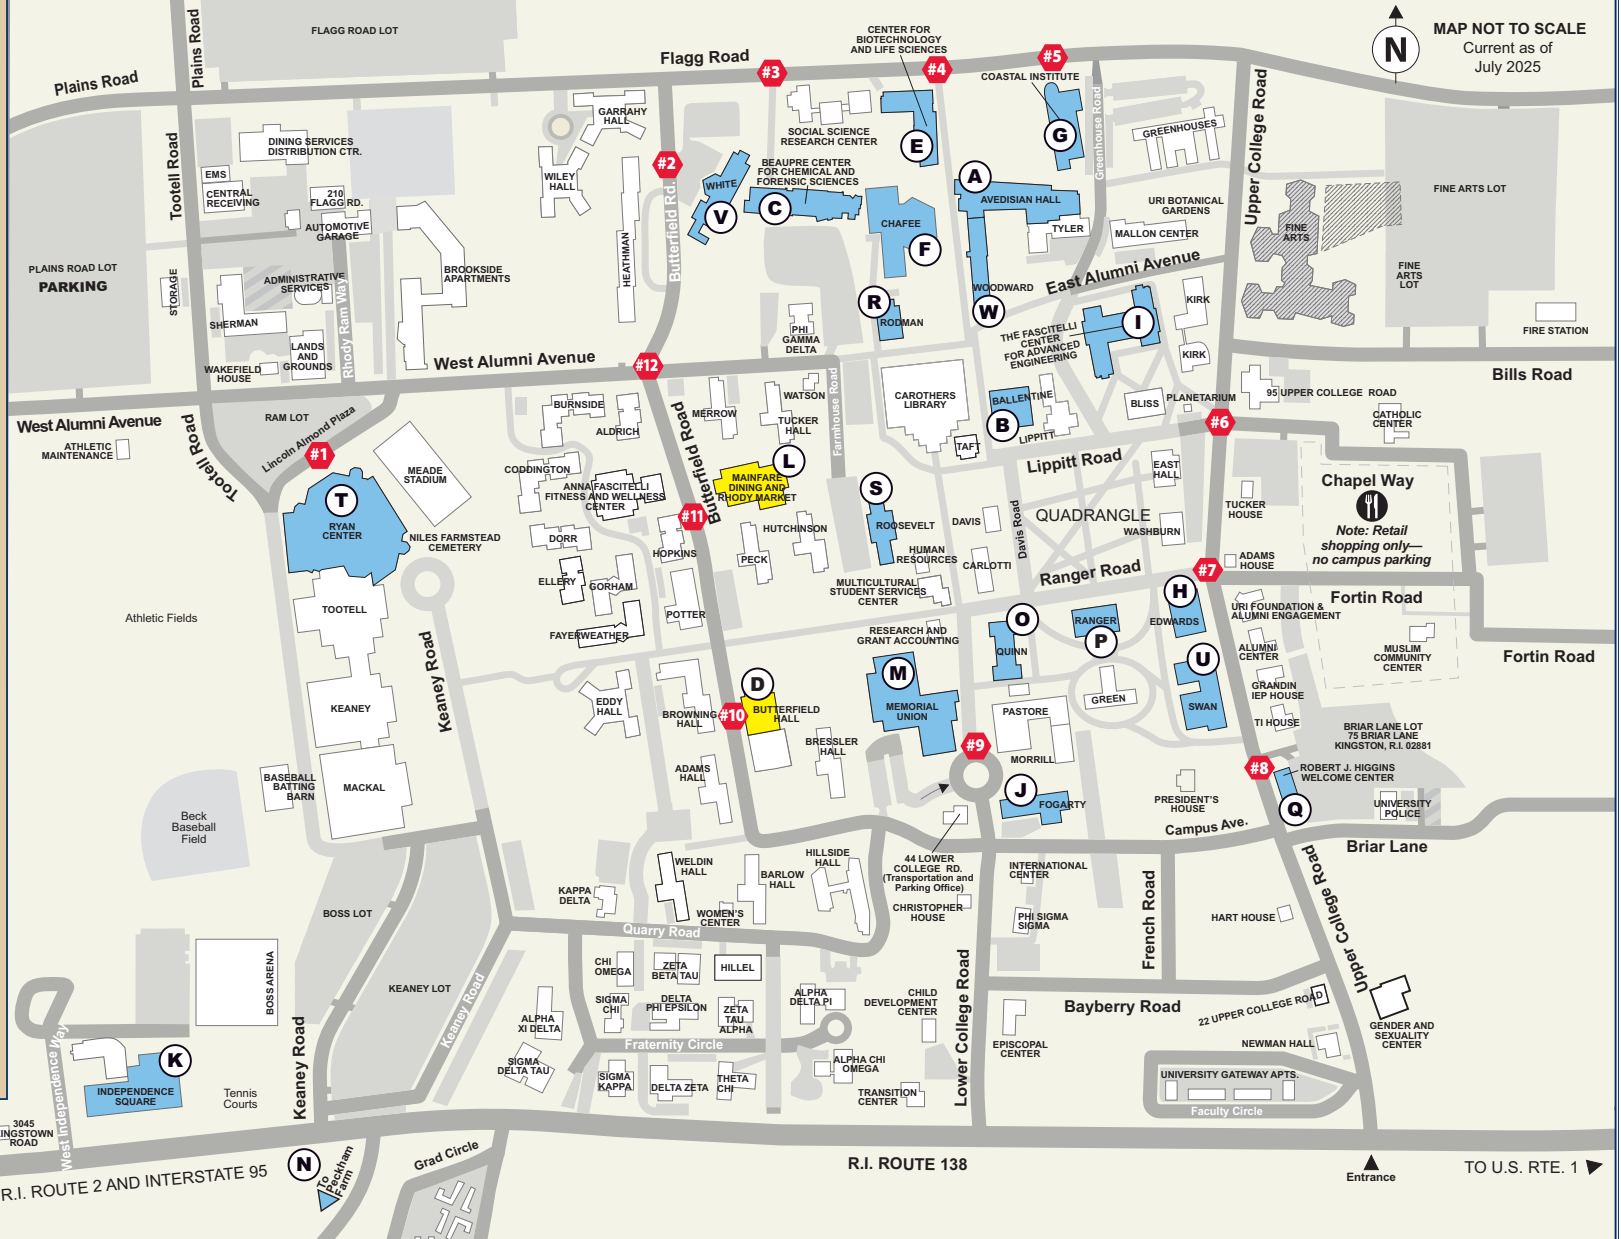 FLAGG ROAD LOT
Plains Road
Plains Road
Flagg Road
#3
#4
#5
CENTER FOR
BIOTECHNOLOGY
AND LIFE SCIENCES
COASTAL INSTITUTE
N
MAP NOT TO SCALE
Current as of
July 2025
Tootell Road
DINING SERVICES
DISTRIBUTION CTR.
EMS
CENTRAL
RECEIVING
210
FLAGG RD.
AUTOMOTIVE
GARAGE
GARRAHY
HALL
WILEY
HALL
HEATHMAN
#2
Butterfield Rd.
WHITE
V
SOCIAL SCIENCE
RESEARCH CENTER
BEAUPRE CENTER
FOR CHEMICAL AND
FORENSIC SCIENCES
C
E
G
Greenhouse Road
GREENHOUSES
Upper College Road
A
AVEDISIAN HALL
TYLER
URI BOTANICAL
GARDENS
MALLON CENTER
CHAFEE
F
FINE
ARTS
FINE ARTS LOT
FINE
ARTS
LOT
FIRE STATION
PLAINS ROAD LOT
PARKING
STORAGE
ADMINISTRATIVE
SERVICES
SHERMAN
BROOKSIDE
APARTMENTS
LANDS
AND
GROUNDS
Rhody Ram Way
WAKEFIELD
HOUSE
R
RODMAN
WOODWARD
W
East Alumni Avenue
THE FASCITELLI
CENTER
FOR ADVANCED
ENGINEERING
I
KIRK
KIRK
PHI
GAMMA
DELTA
West Alumni Avenue
#12
West Alumni Avenue
ATHLETIC
MAINTENANCE
Tootell Road
RAM LOT
Lincoln Almond Plaza
#1
BURNSIDE
ALDRICH
MERROW
WATSON
TUCKER
HALL
Farmhouse Road
CAROTHERS
LIBRARY
BALLENTINE
B
LIPPITT
TAFT
BLISS
PLANETARIUM
#6
95 UPPER COLLEGE ROAD
Bills Road
CATHOLIC
CENTER
MEADE
STADIUM
T
RYAN
CENTER
NILES FARMSTEAD
CEMETERY
CODDINGTON
ANNA FASCITELLI
FITNESS AND WELLNESS
CENTER
Butterfield Road
#11
L
MAINFARE
DINING AND
RHODY MARKET
S
ROOSEVELT
Lippitt Road
EAST
HALL
TUCKER
HOUSE
Chapel Way
Note: Retail
shopping only—
no campus parking
DAVIS
Davis Road
QUADRANGLE
WASHBURN
DORR
HOPKINS
PECK
HUTCHINSON
HUMAN
RESOURCES
CARLOTTI
ELLERY
GORHAM
POTTER
FAYERWEATHER
MULTICULTURAL
STUDENT SERVICES
CENTER
Ranger Road
#7
ADAMS
HOUSE
Fortin Road
Fortin Road
TOOTELL
Athletic Fields
Keaney Road
RESEARCH AND
GRANT ACCOUNTING
O
QUINN
RANGER
P
H
EDWARDS
URI FOUNDATION &
ALUMNI ENGAGEMENT
ALUMNI
CENTER
MUSLIM
COMMUNITY
CENTER
KEANEY
EDDY
HALL
BROWNING
HALL
#10
D
BUTTERFIELD
HALL
M
MEMORIAL
UNION
U
SWAN
GREEN
PASTORE
MORRILL
GRANDIN
IEP HOUSE
TI HOUSE
BRIAR LANE LOT
75 BRIAR LANE
KINGSTON, R.I. 02881
#9
#8
ROBERT J. HIGGINS
WELCOME CENTER
Q
BASEBALL
BATTING
BARN
MACKAL
Beck
Baseball
Field
ADAMS
HALL
BRESSLER
HALL
J
FOGARTY
PRESIDENT'S
HOUSE
UNIVERSITY
POLICE
Campus Ave.
Briar Lane
WELDIN
HALL
BARLOW
HALL
HILLSIDE
HALL
44 LOWER
COLLEGE RD.
(Transportation and
Parking Office)
CHRISTOPHER
HOUSE
INTERNATIONAL
CENTER
PHI SIGMA
SIGMA
French Road
HART HOUSE
Upper College Road
KAPPA
DELTA
WOMEN'S
CENTER
Quarry Road
BOSS LOT
BOSS ARENA
KEANEY LOT
Keaney Road
Keaney Road
CHI
OMEGA
ZETA
BETA TAU
HILLEL
SIGMA
CHI
DELTA
PHI EPSILON
ZETA
TAU
ALPHA
ALPHA
DELTA PI
CHILD
DEVELOPMENT
CENTER
Lower College Road
Bayberry Road
22 UPPER COLLEGE ROAD
GENDER AND
SEXUALITY
CENTER
ALPHA
XI DELTA
SIGMA
DELTA TAU
Fraternity Circle
SIGMA
KAPPA
DELTA ZETA
THETA
CHI
ALPHA CHI
OMEGA
TRANSITION
CENTER
EPISCOPAL
CENTER
NEWMAN HALL
UNIVERSITY GATEWAY APTS.
Faculty Circle
K
INDEPENDENCE
SQUARE
West Independence Way
Tennis
Courts
3045
INGSTOWN
ROAD
N
To
Peckham
Farm
Grad Circle
R.I. ROUTE 2 AND INTERSTATE 95
R.I. ROUTE 138
Entrance
TO U.S. RTE. 1